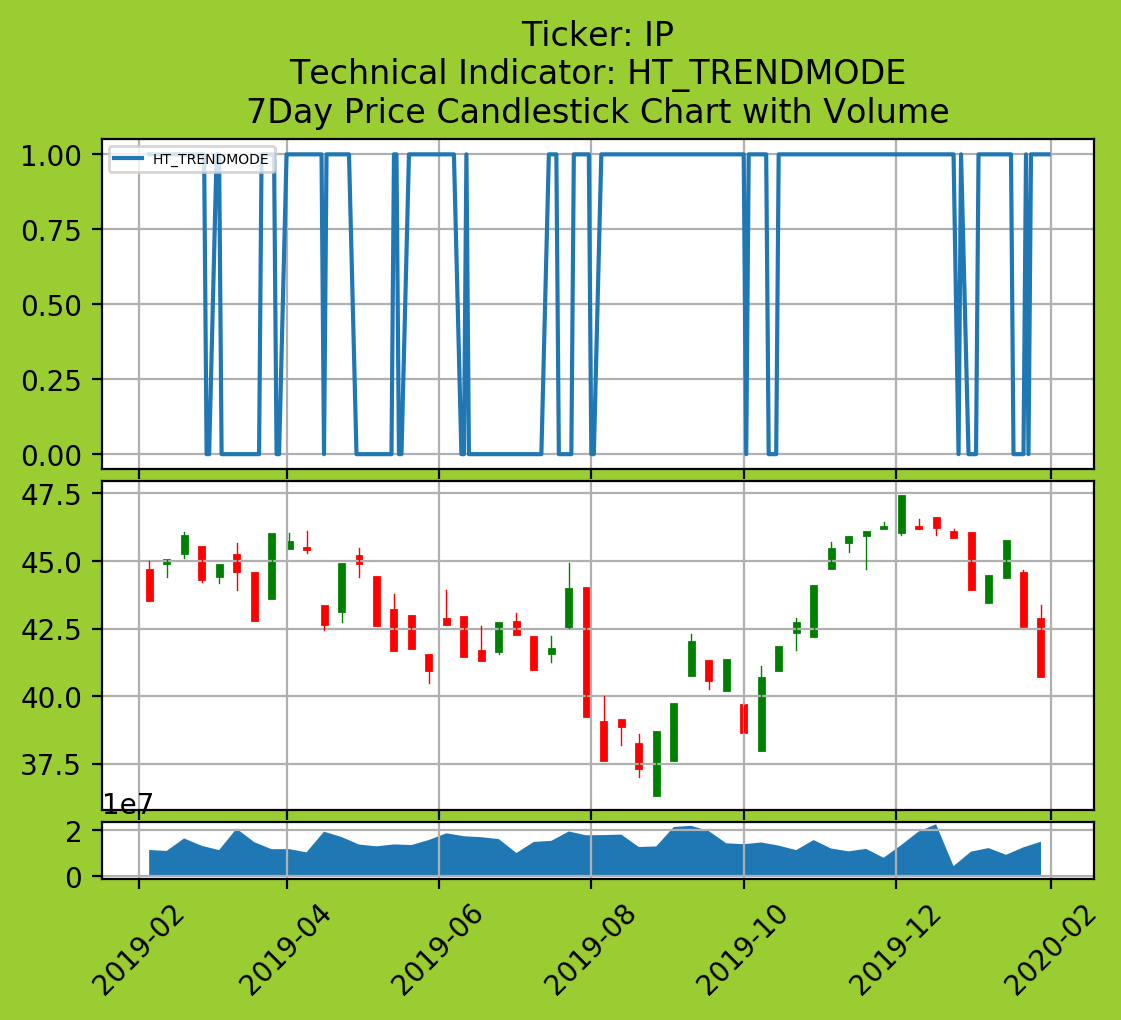 Ticker: IP
Technical Indicator: HT_TRENDMODE
7Day Price Candlestick Chart with Volume
1.00
HT_TRENDMODE
0.75
0.50
0.25
0.00
47.5
45.0
42.5
40.0
37.5
1e7
2
0
2019-02 2019-04 2019-06 2019-08 2019-10 2019-12 2020-02